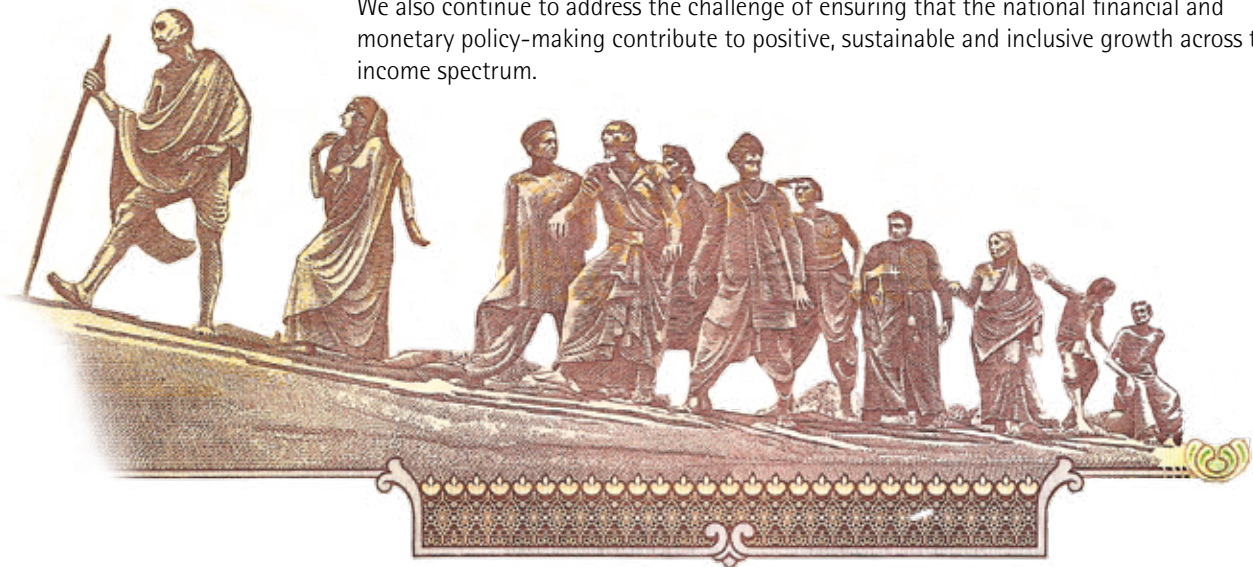 We also continue to address the challenge of ensuring that the national financial and
monetary policy-making contribute to positive, sustainable and inclusive growth across
income spectrum.